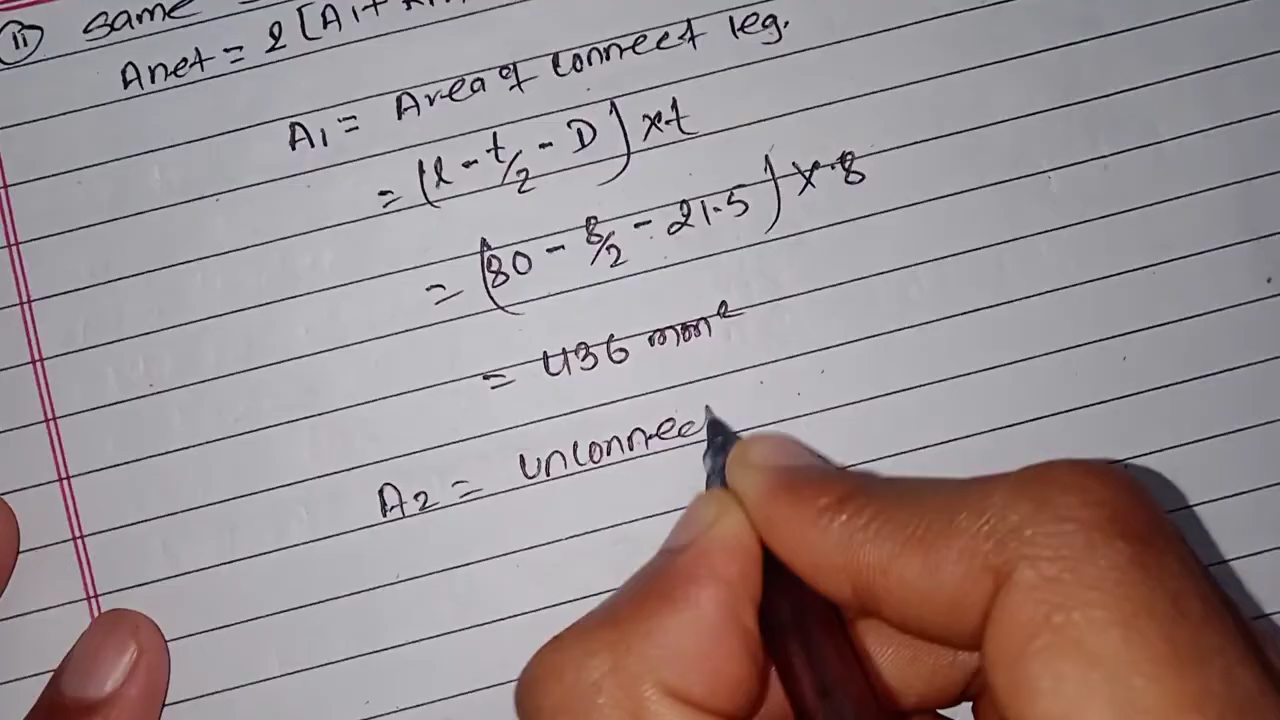 (ii) same
Anet = 2 [A1 +
A1 = Area of connect leg.
= (l - t/2 - D) x t
= (80 - 8/2 - 21.5) x 8
= 436 mm²
A2 = unconnec